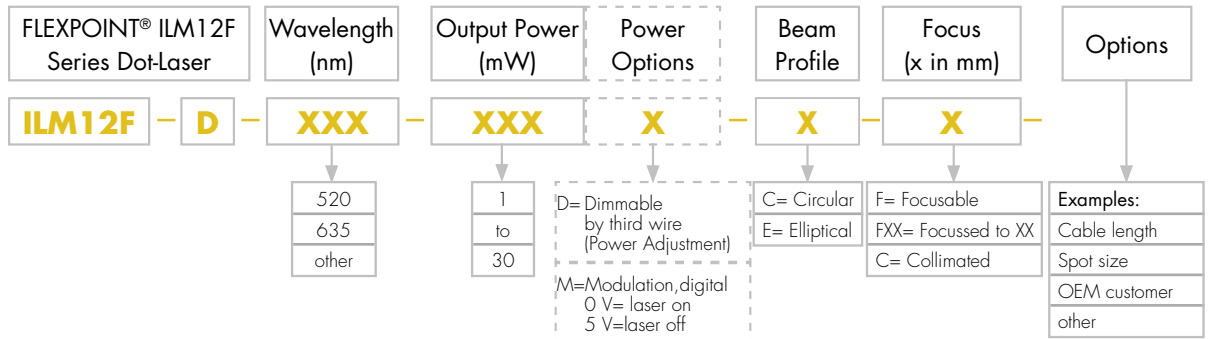 FLEXPOINT® ILM12F
Series Dot-Laser
Wavelength
(nm)
Output Power
(mW)
Power
Options
Beam
Profile
Focus
(x in mm)
Options
ILM12F – D – XXX – XXX X – X – X –
520
635
other
1
to
30
D= Dimmable
by third wire
(Power Adjustment)
M=Modulation,digital
0 V= laser on
5 V=laser off
C= Circular
E= Elliptical
F= Focusable
FXX= Focussed to XX
C= Collimated
Examples:
Cable length
Spot size
OEM customer
other